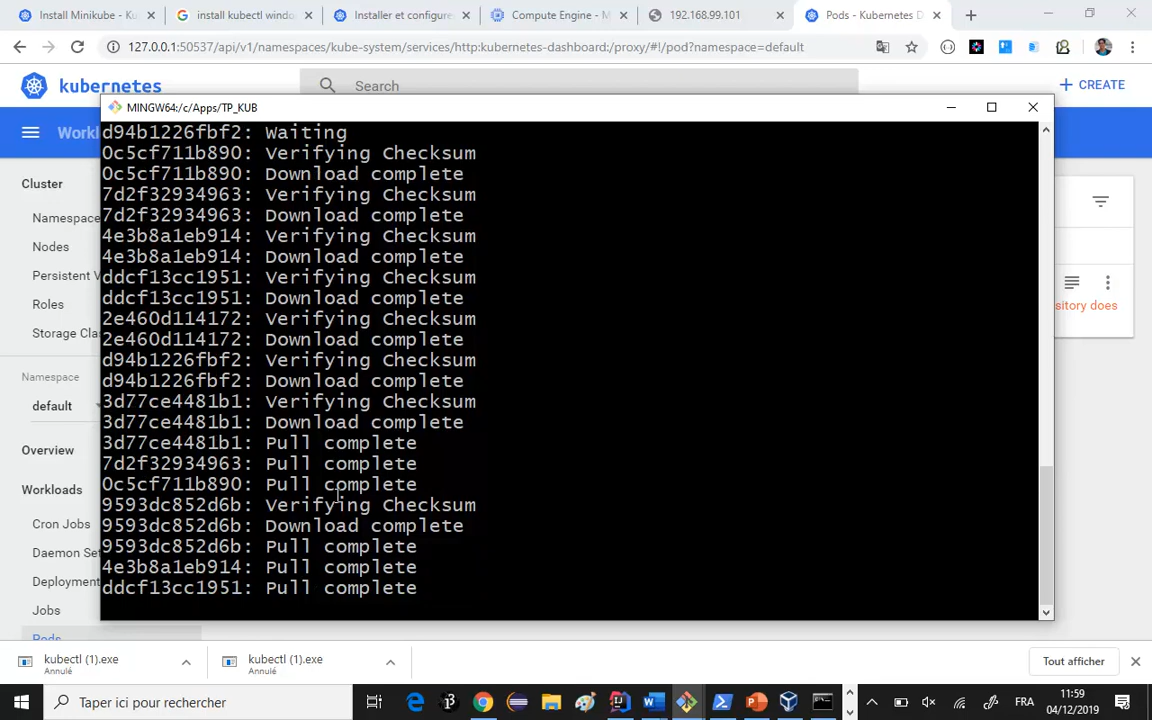 Install Minikube - Ku
install kubectl windo
Installer et configure
Compute Engine - M
192.168.99.101
Pods - Kubernetes D
127.0.0.1:50537/api/v1/namespaces/kube-system/services/http:kubernetes-dashboard:/proxy/#!/pod?namespace=default
kubernetes
Search
CREATE
MINGW64:/c/Apps/TP_KUB
Workl
Cluster
Namespace
Nodes
Persistent V
Roles
Storage Cla
Namespace
default
Overview
Workloads
Cron Jobs
Daemon Set
Deployment
Jobs
Pods
d94b1226fbf2: Waiting
0c5cf711b890: Verifying Checksum
0c5cf711b890: Download complete
7d2f32934963: Verifying Checksum
7d2f32934963: Download complete
4e3b8a1eb914: Verifying Checksum
4e3b8a1eb914: Download complete
ddcf13cc1951: Verifying Checksum
ddcf13cc1951: Download complete
2e460d114172: Verifying Checksum
2e460d114172: Download complete
d94b1226fbf2: Verifying Checksum
d94b1226fbf2: Download complete
3d77ce4481b1: Verifying Checksum
3d77ce4481b1: Download complete
3d77ce4481b1: Pull complete
7d2f32934963: Pull complete
0c5cf711b890: Pull complete
9593dc852d6b: Verifying Checksum
9593dc852d6b: Download complete
9593dc852d6b: Pull complete
4e3b8a1eb914: Pull complete
ddcf13cc1951: Pull complete
sitory does
kubectl (1).exe
Annulé
kubectl (1).exe
Annulé
Tout afficher
Taper ici pour rechercher
FRA
11:59
04/12/2019